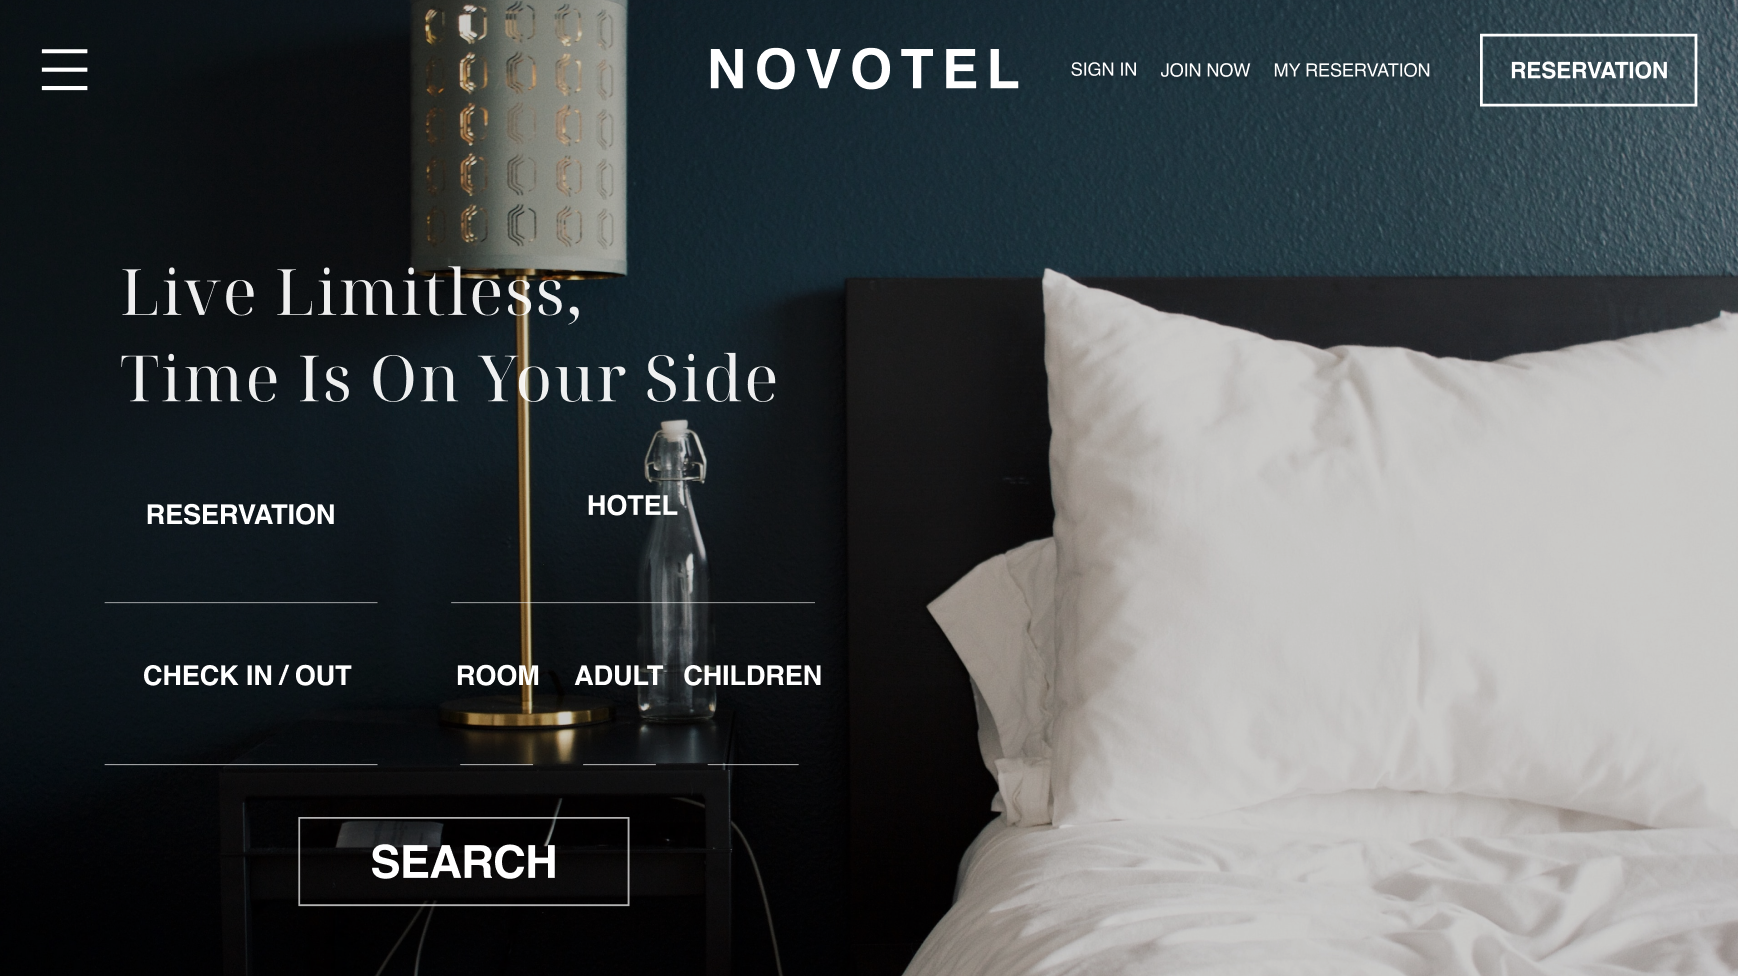 NOVOTEL
SIGN IN
JOIN NOW
MY RESERVATION
RESERVATION
Live Limitless,
Time Is On Your Side
RESERVATION
HOTEL
CHECK IN / OUT
ROOM
ADULT
CHILDREN
SEARCH